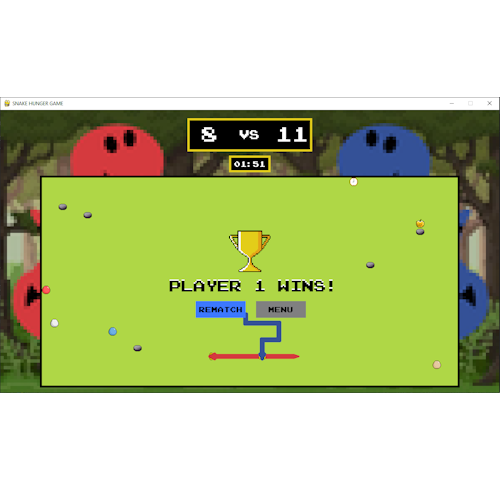 SNAKE HUNGER GAME
8 VS 11
01:51
PLAYER 1 WINS!
REMATCH MENU